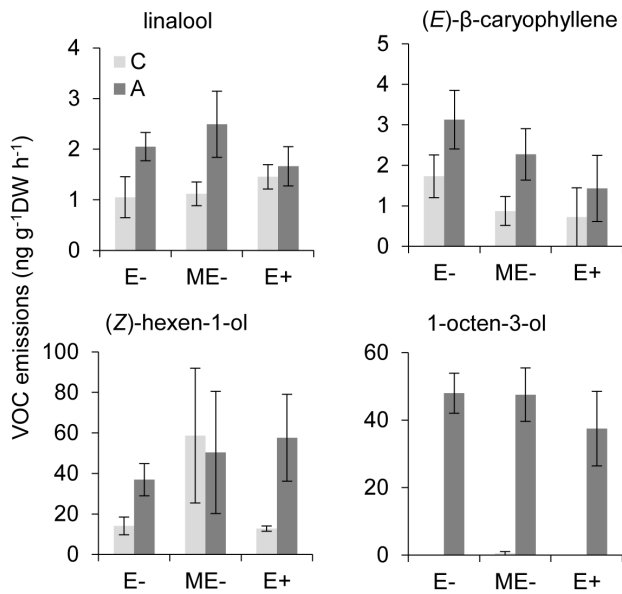 linalool
(E)-β-caryophyllene
VOC emissions (ng g⁻¹DW h⁻¹)
4
3
2
1
0
C
A
E- ME- E+
5
4
3
2
1
0
E- ME- E+
(Z)-hexen-1-ol
1-octen-3-ol
100
80
60
40
20
0
E- ME- E+
60
40
20
0
E- ME- E+